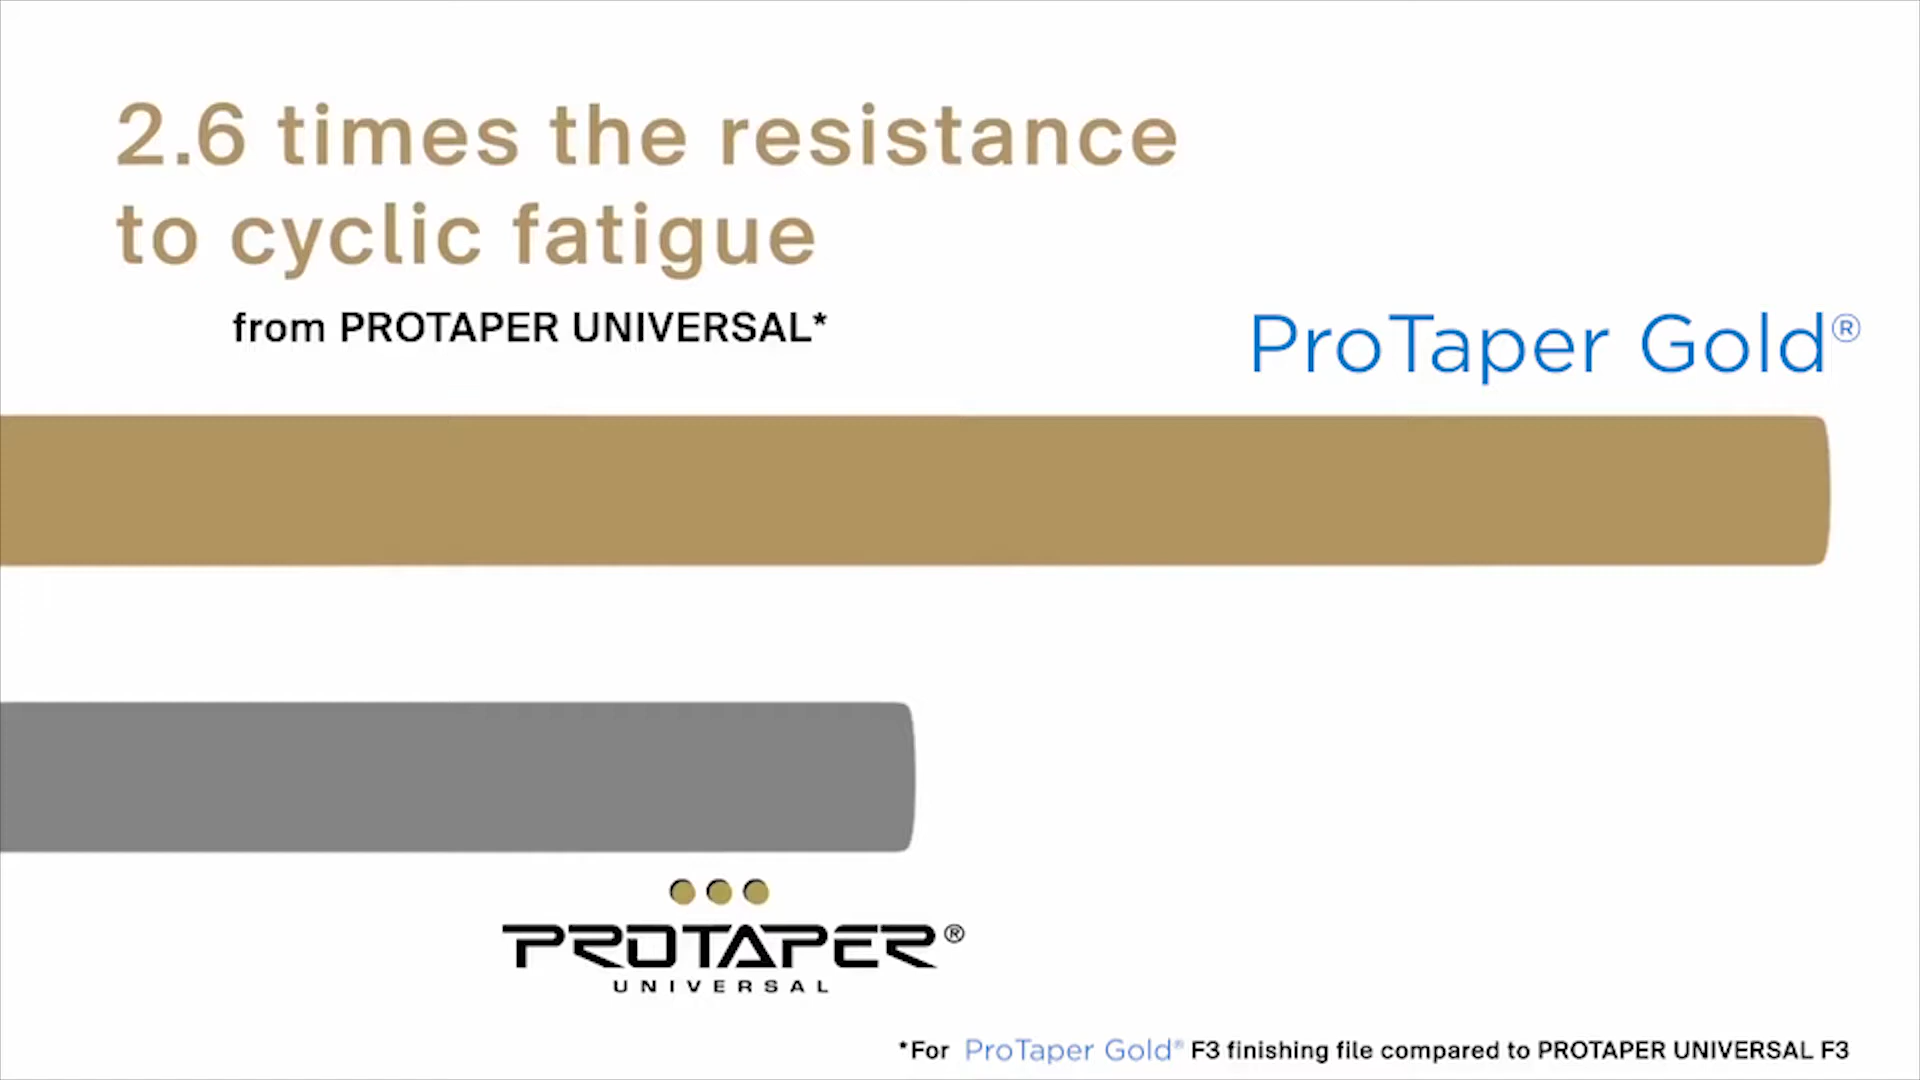 2.6 times the resistance
to cyclic fatigue
from PROTAPER UNIVERSAL*
ProTaper Gold®
PROTAPER®
UNIVERSAL
*For ProTaper Gold® F3 finishing file compared to PROTAPER UNIVERSAL F3